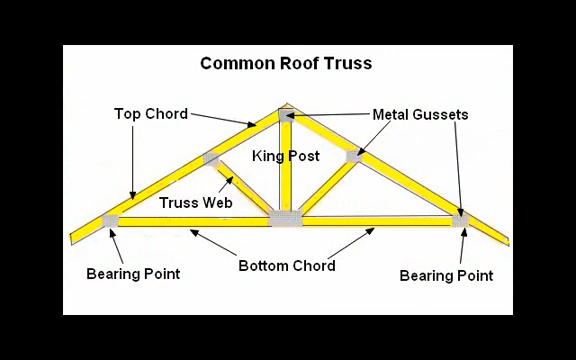 Common Roof Truss
Top Chord
Metal Gussets
King Post
Truss Web
Bearing Point
Bottom Chord
Bearing Point